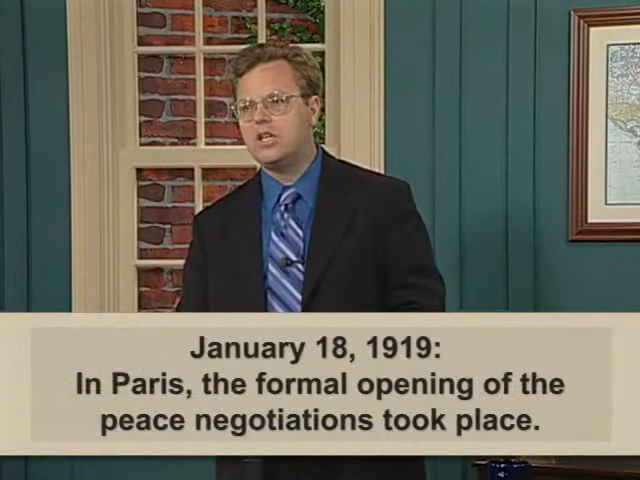 January 18, 1919:
In Paris, the formal opening of the
peace negotiations took place.